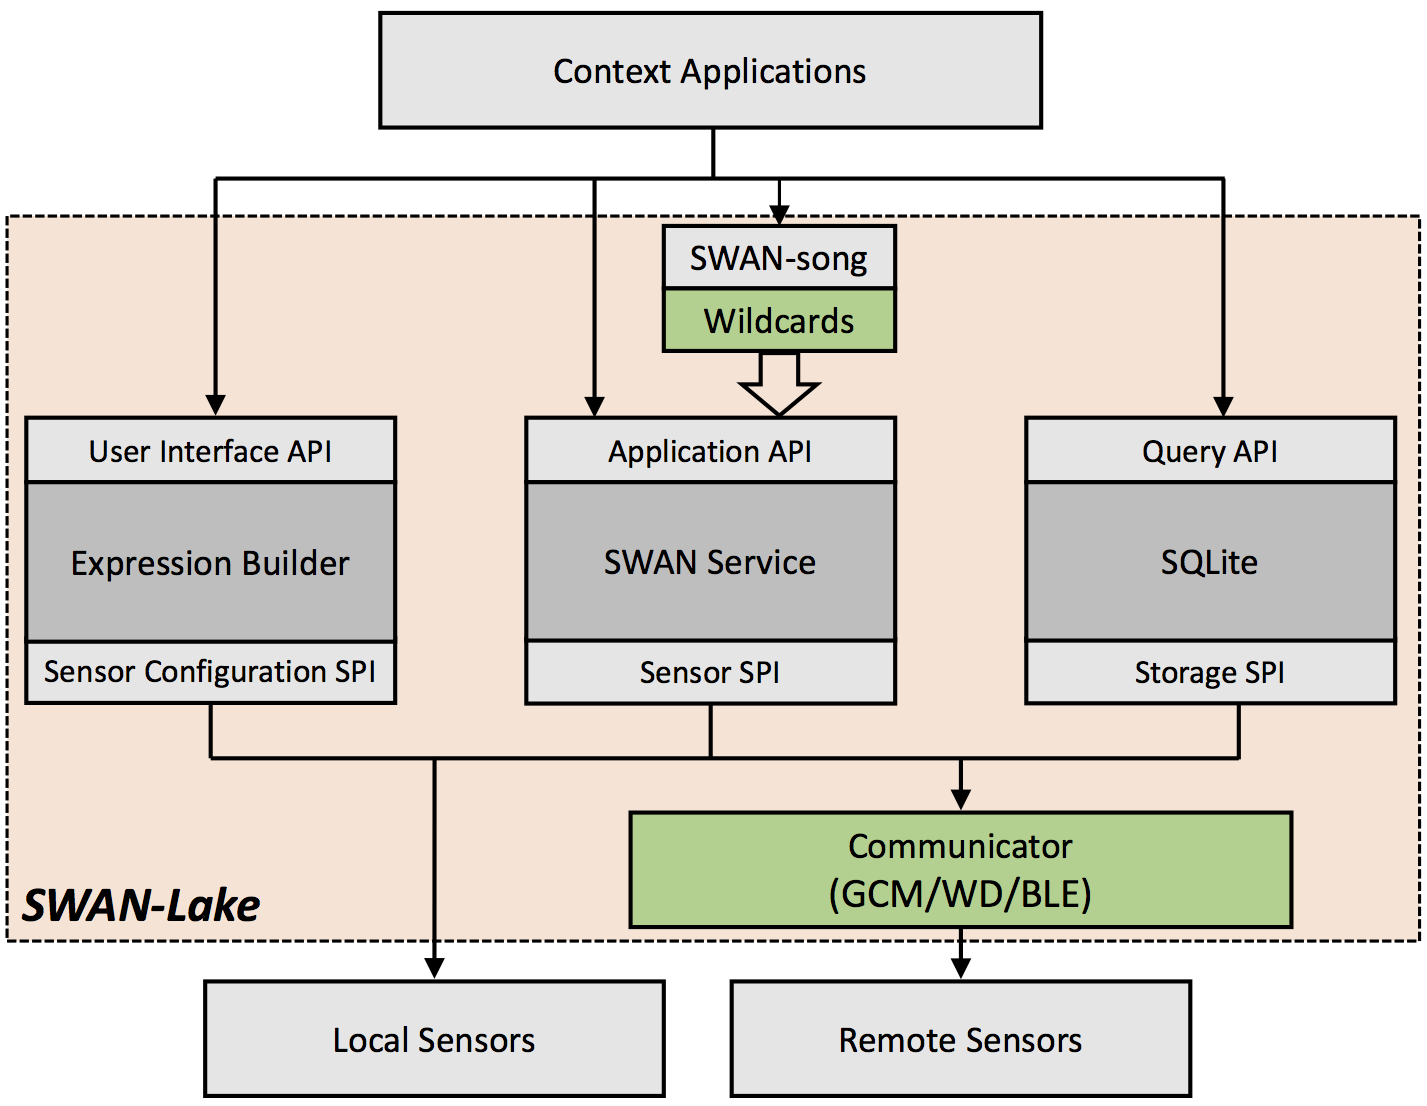 Context Applications
SWAN-song
Wildcards
User Interface API
Application API
Query API
Expression Builder
SWAN Service
SQLite
Sensor Configuration SPI
Sensor SPI
Storage SPI
Communicator
(GCM/WD/BLE)
SWAN-Lake
Local Sensors
Remote Sensors